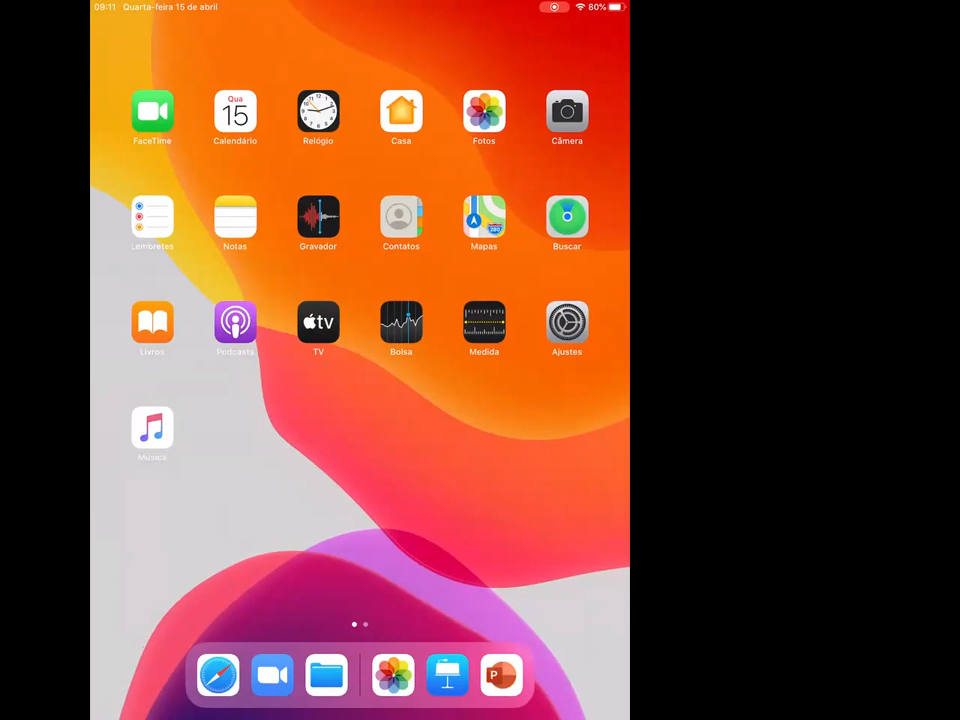 09:11 Quarta-feira 15 de abril 80%
Qua
15
FaceTime Calendário Relógio Casa Fotos Câmera
280
Lembretes Notas Gravador Contatos Mapas Buscar
tv
Livros Podcasts TV Bolsa Medida Ajustes
Música
P